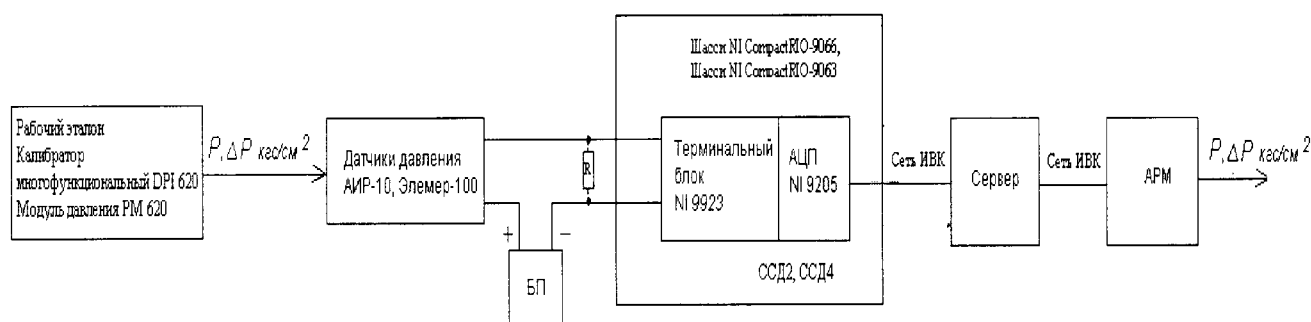 Рабочий эталон
Калибратор
многофункциональный DPI 620
Модуль давления PM 620
P, ΔP кгс/см²
Датчики давления
АИР-10, Элемер-100
+
−
БП
R
Шасси NI CompactRIO-9066,
Шасси NI CompactRIO-9063
Терминальный
блок
NI 9923
АЦП
NI 9205
ССД2, ССД4
Сеть ИВК
Сервер
Сеть ИВК
АРМ
P, ΔP кгс/см²